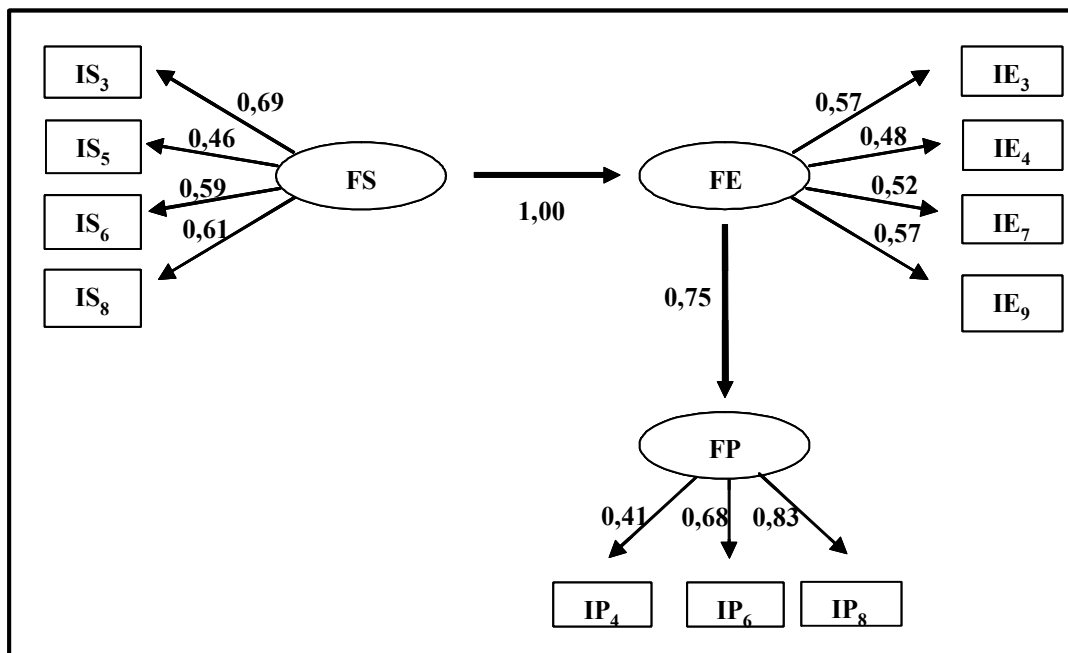 IS₃
0,69
IS₅
0,46
IS₆
0,59
IS₈
0,61
FS
1,00
FE
0,57
IE₃
0,48
IE₄
0,52
IE₇
0,57
IE₉
0,75
FP
0,41
0,68
0,83
IP₄
IP₆
IP₈